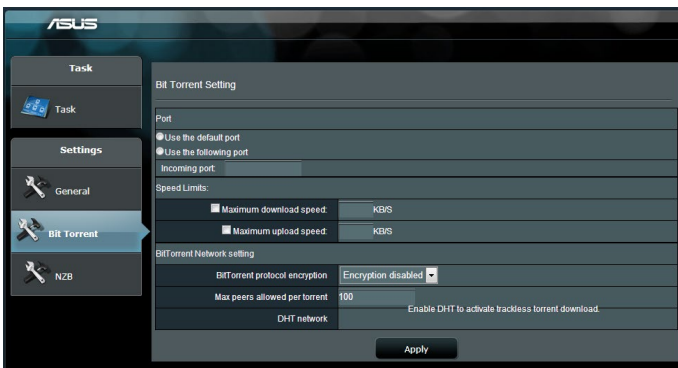 ASUS
Task
Task
Settings
General
Bit Torrent
NZB
Bit Torrent Setting
Port
Use the default port
Use the following port
Incoming port:
Speed Limits:
Maximum download speed: KB/S
Maximum upload speed: KB/S
BitTorrent Network setting
BitTorrent protocol encryption Encryption disabled
Max peers allowed per torrent 100
DHT network Enable DHT to activate trackless torrent download.
Apply